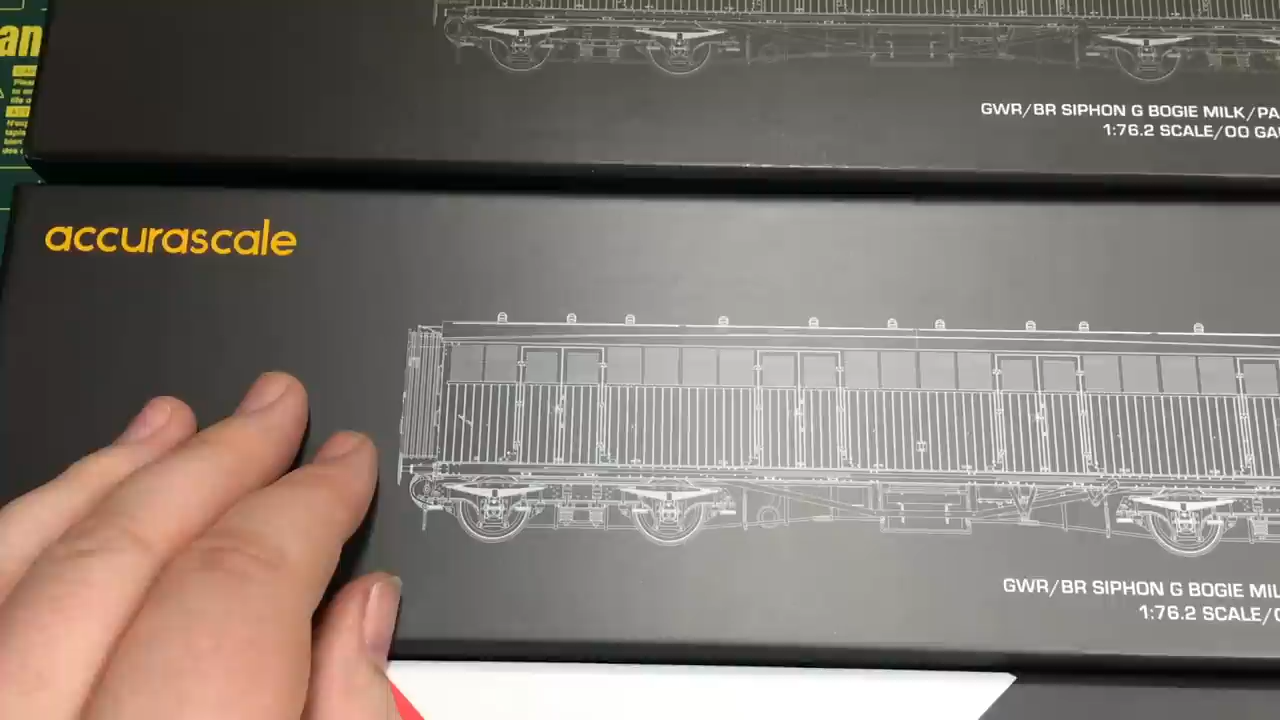 an
GWR/BR SIPHON G BOGIE MILK/PA
1:76.2 SCALE/OO GA
accurascale
GWR/BR SIPHON G BOGIE MIL
1:76.2 SCALE/